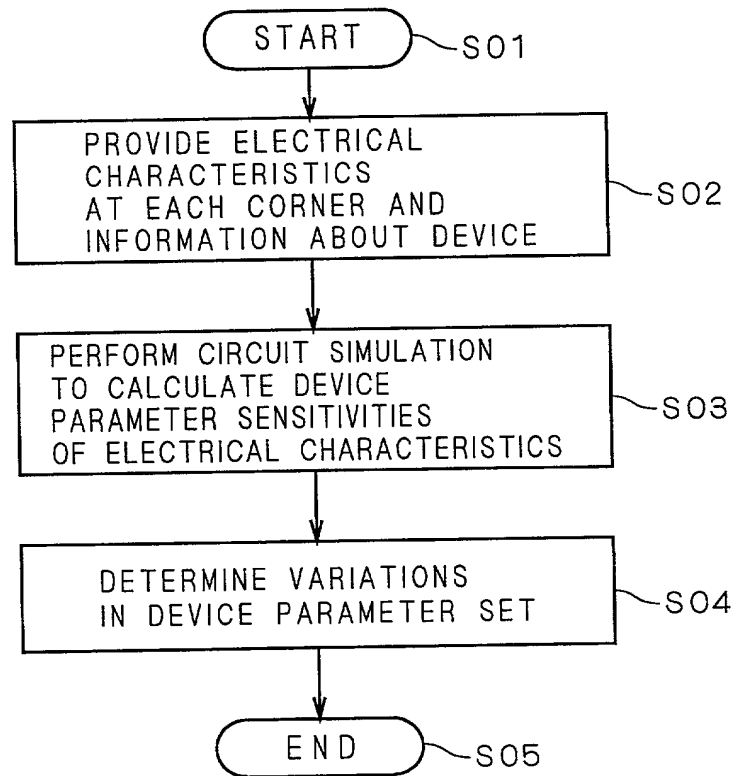 START
S01
PROVIDE ELECTRICAL
CHARACTERISTICS
AT EACH CORNER AND
INFORMATION ABOUT DEVICE
S02
PERFORM CIRCUIT SIMULATION
TO CALCULATE DEVICE
PARAMETER SENSITIVITIES
OF ELECTRICAL CHARACTERISTICS
S03
DETERMINE VARIATIONS
IN DEVICE PARAMETER SET
S04
END
S05